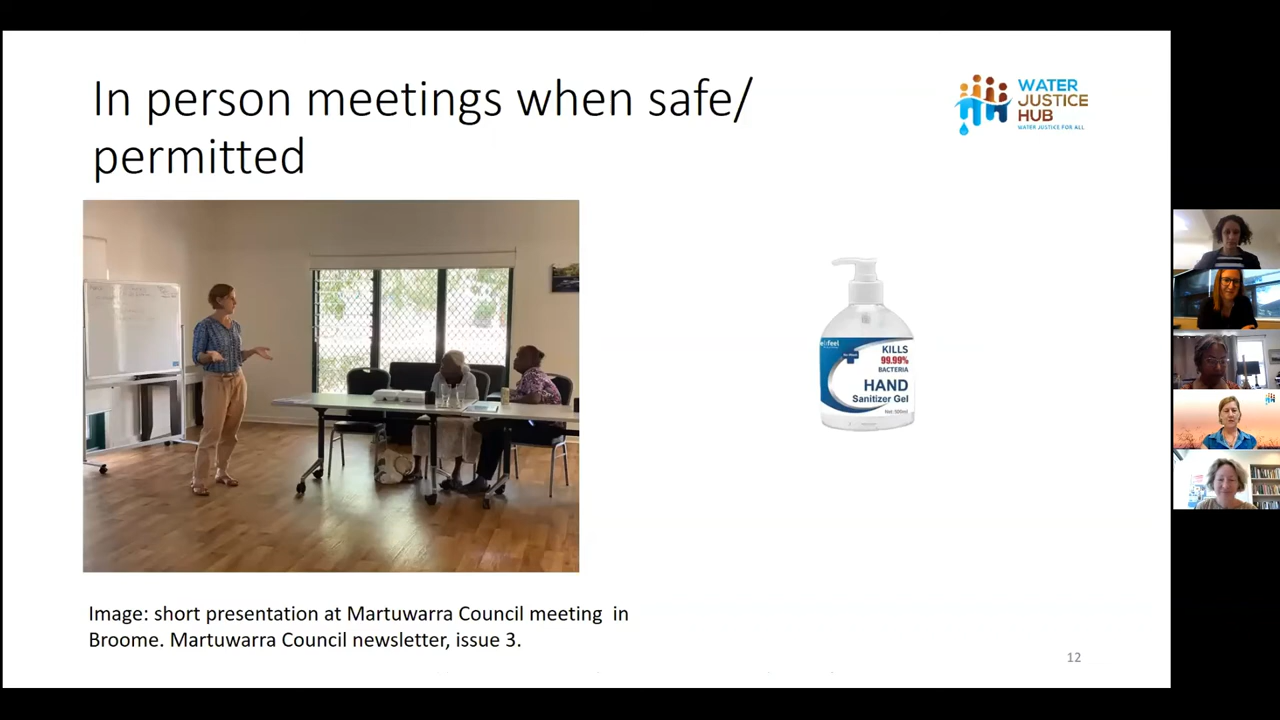 In person meetings when safe/
permitted
WATER
JUSTICE
HUB
WATER JUSTICE FOR ALL
KILLS
99.99%
BACTERIA
HAND
Sanitizer Gel
Image: short presentation at Martuwarra Council meeting in
Broome. Martuwarra Council newsletter, issue 3.
12